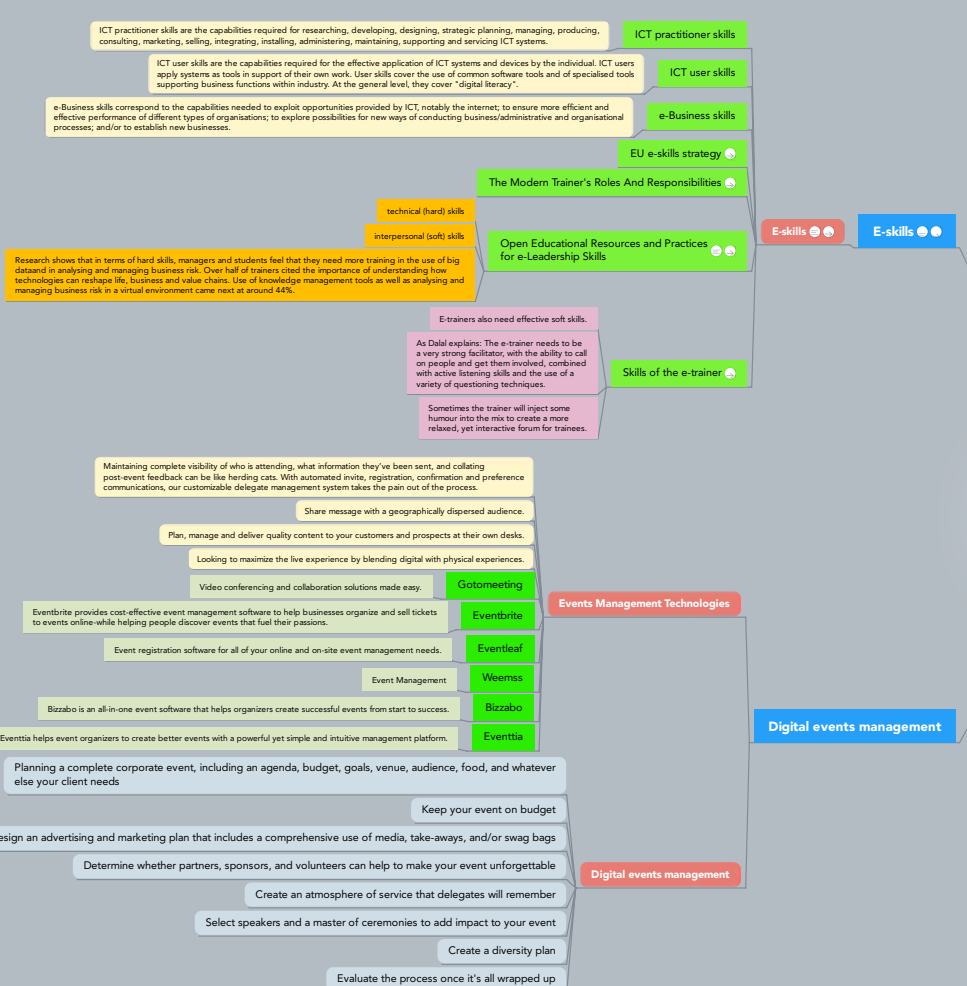 ICT practitioner skills are the capabilities required for researching, developing, designing, strategic planning, managing, producing,
consulting, marketing, selling, integrating, installing, administering, maintaining, supporting and servicing ICT systems.
ICT practitioner skills
ICT user skills are the capabilities required for the effective application of ICT systems and devices by the individual. ICT users
apply systems as tools in support of their own work. User skills cover the use of common software tools and of specialised tools
supporting business functions within industry. At the general level, they cover "digital literacy".
ICT user skills
e-Business skills correspond to the capabilities needed to exploit opportunities provided by ICT, notably the internet; to ensure more efficient and
effective performance of different types of organisations; to explore possibilities for new ways of conducting business/administrative and organisational
processes; and/or to establish new businesses.
e-Business skills
EU e-skills strategy
The Modern Trainer's Roles And Responsibilities
technical (hard) skills
interpersonal (soft) skills
Research shows that in terms of hard skills, managers and students feel that they need more training in the use of big
dataand in analysing and managing business risk. Over half of trainers cited the importance of understanding how
technologies can reshape life, business and value chains. Use of knowledge management tools as well as analysing and
managing business risk in a virtual environment came next at around 44%.
Open Educational Resources and Practices
for e-Leadership Skills
E-skills
E-skills
E-trainers also need effective soft skills.
As Dalal explains: The e-trainer needs to be
a very strong facilitator, with the ability to call
on people and get them involved, combined
with active listening skills and the use of a
variety of questioning techniques.
Sometimes the trainer will inject some
humour into the mix to create a more
relaxed, yet interactive forum for trainees.
Skills of the e-trainer
Maintaining complete visibility of who is attending, what information they've been sent, and collating
post-event feedback can be like herding cats. With automated invite, registration, confirmation and preference
communications, our customizable delegate management system takes the pain out of the process.
Share message with a geographically dispersed audience.
Plan, manage and deliver quality content to your customers and prospects at their own desks.
Looking to maximize the live experience by blending digital with physical experiences.
Video conferencing and collaboration solutions made easy.
Gotomeeting
Eventbrite provides cost-effective event management software to help businesses organize and sell tickets
to events online-while helping people discover events that fuel their passions.
Eventbrite
Event registration software for all of your online and on-site event management needs.
Eventleaf
Event Management
Weemss
Bizzabo is an all-in-one event software that helps organizers create successful events from start to success.
Bizzabo
Eventtia helps event organizers to create better events with a powerful yet simple and intuitive management platform.
Eventtia
Events Management Technologies
Digital events management
Planning a complete corporate event, including an agenda, budget, goals, venue, audience, food, and whatever
else your client needs
Keep your event on budget
esign an advertising and marketing plan that includes a comprehensive use of media, take-aways, and/or swag bags
Determine whether partners, sponsors, and volunteers can help to make your event unforgettable
Create an atmosphere of service that delegates will remember
Select speakers and a master of ceremonies to add impact to your event
Create a diversity plan
Evaluate the process once it's all wrapped up
Digital events management